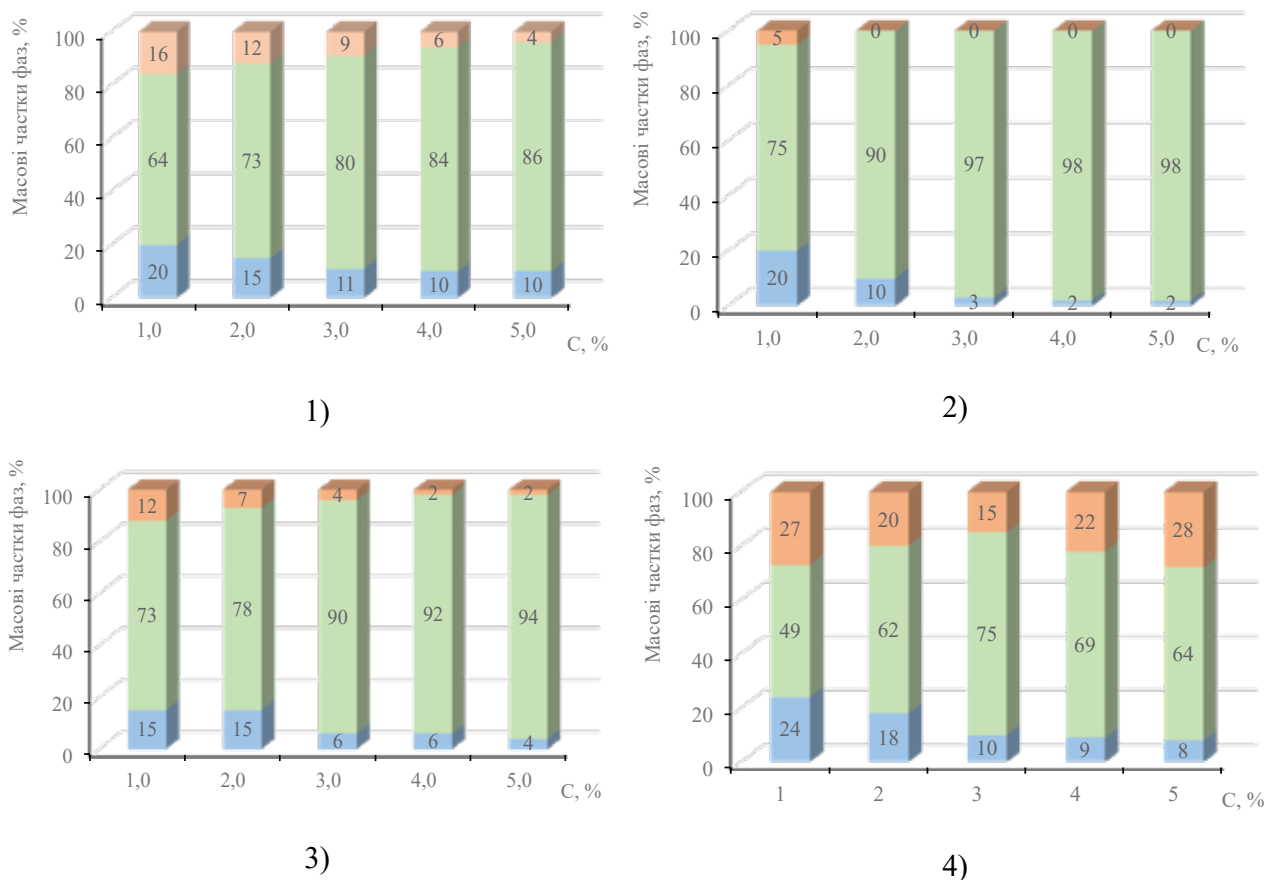 Масові частки фаз, %
100
80
60
40
20
0
16 12 9 6 4
64 73 80 84 86
20 15 11 10 10
1,0 2,0 3,0 4,0 5,0
С, %
1)
Масові частки фаз, %
100
80
60
40
20
0
5 0 0 0 0
75 90 97 98 98
20 10 3 2 2
1,0 2,0 3,0 4,0 5,0
С, %
2)
Масові частки фаз, %
100
80
60
40
20
0
12 7 4 2 2
73 78 90 92 94
15 15 6 6 4
1,0 2,0 3,0 4,0 5,0
С, %
3)
Масові частки фаз, %
100
80
60
40
20
0
27 20 15 22 28
49 62 75 69 64
24 18 10 9 8
1 2 3 4 5
С, %
4)